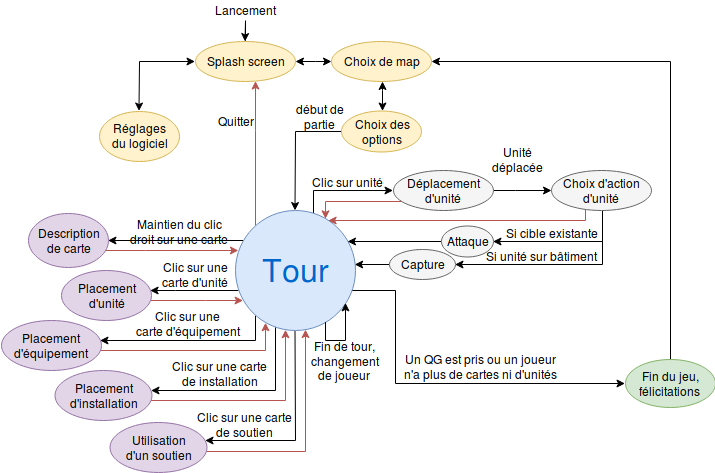 Lancement
Splash screen
Choix de map
Réglages
du logiciel
Quitter
début de
partie
Choix des
options
Unité
déplacée
Clic sur unité
Déplacement
d'unité
Choix d'action
d'unité
Description
de carte
Maintien du clic
droit sur une carte
Attaque
Si cible existante
Capture
Si unité sur bâtiment
Tour
Placement
d'unité
Clic sur une
carte d'unité
Placement
d'équipement
Clic sur une
carte d'équipement
Fin de tour,
changement
de joueur
Un QG est pris ou un joueur
n'a plus de cartes ni d'unités
Fin du jeu,
félicitations
Placement
d'installation
Clic sur une carte
de installation
Utilisation
d'un soutien
Clic sur une carte
de soutien